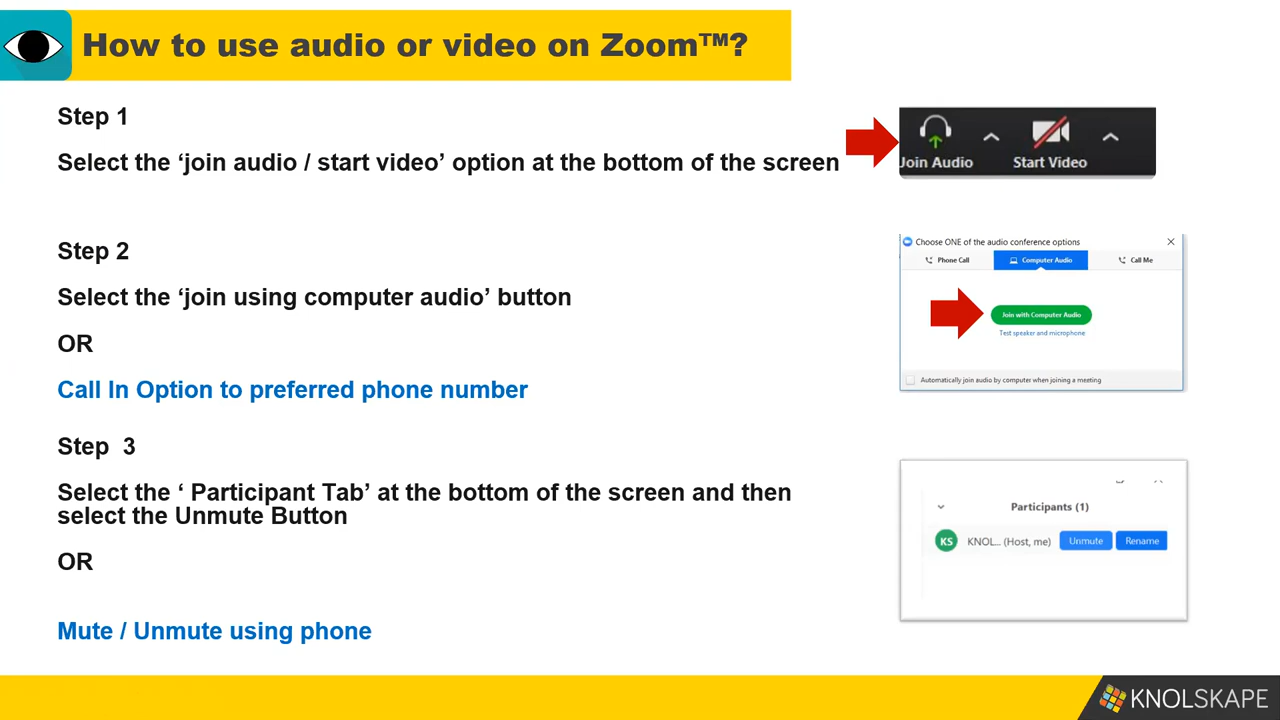 How to use audio or video on Zoom™?
Step 1
Select the ‘join audio / start video’ option at the bottom of the screen
Join Audio
Start Video
Step 2
Select the ‘join using computer audio’ button
OR
Call In Option to preferred phone number
Choose ONE of the audio conference options
Phone Call
Computer Audio
Call Me
Join with Computer Audio
Test speaker and microphone
Automatically join audio by computer when joining a meeting
Step 3
Select the ‘ Participant Tab’ at the bottom of the screen and then
select the Unmute Button
OR
Mute / Unmute using phone
Participants (1)
KS KNOL... (Host, me) Unmute Rename
KNOLSKAPE